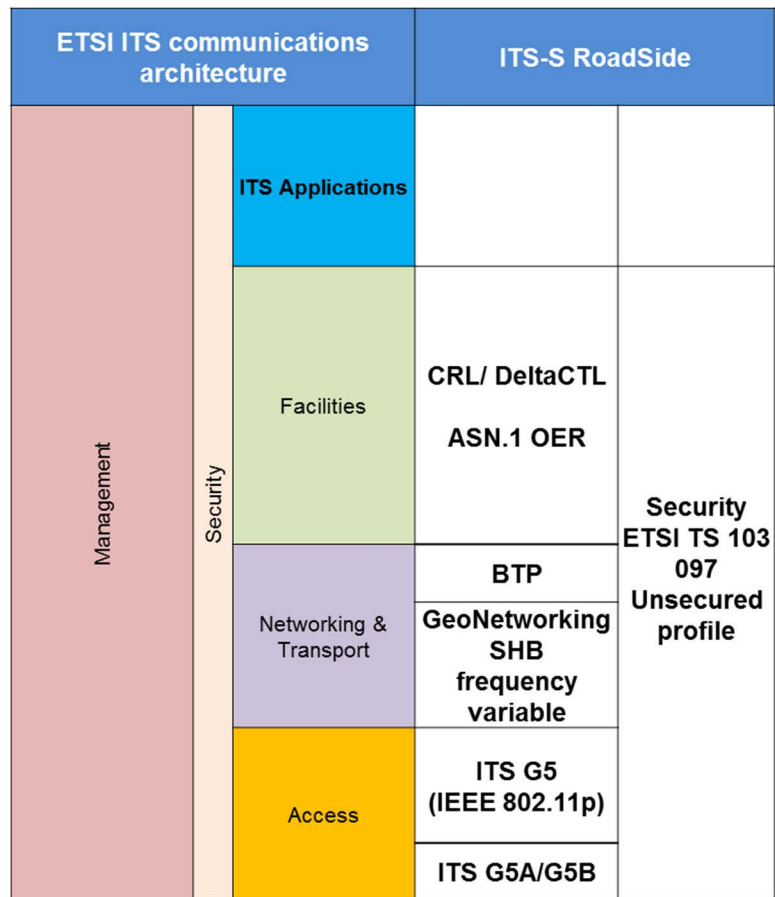 ETSI ITS communications
architecture
ITS-S RoadSide
Management
Security
ITS Applications
Facilities
CRL/ DeltaCTL
ASN.1 OER
Security
ETSI TS 103
097
Unsecured
profile
Networking &
Transport
BTP
GeoNetworking
SHB
frequency
variable
Access
ITS G5
(IEEE 802.11p)
ITS G5A/G5B